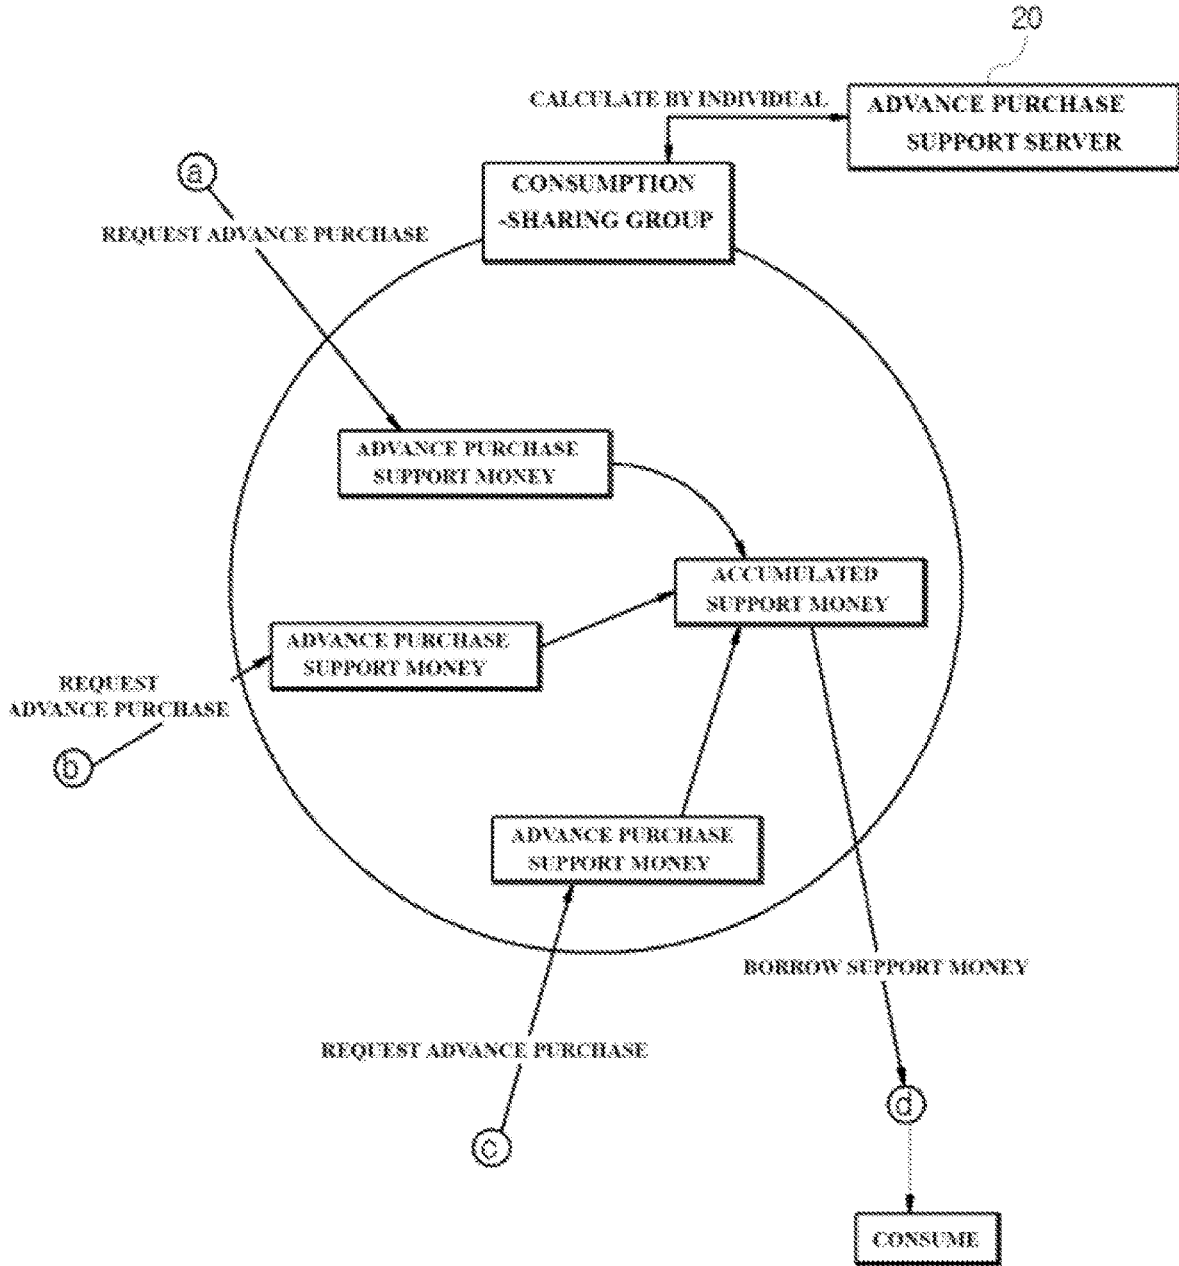 20
CALCULATE BY INDIVIDUAL
ADVANCE PURCHASE
SUPPORT SERVER
a
CONSUMPTION
-SHARING GROUP
REQUEST ADVANCE PURCHASE
ADVANCE PURCHASE
SUPPORT MONEY
ACCUMULATED
SUPPORT MONEY
ADVANCE PURCHASE
SUPPORT MONEY
REQUEST
ADVANCE PURCHASE
b
ADVANCE PURCHASE
SUPPORT MONEY
BORROW SUPPORT MONEY
REQUEST ADVANCE PURCHASE
d
c
CONSUME